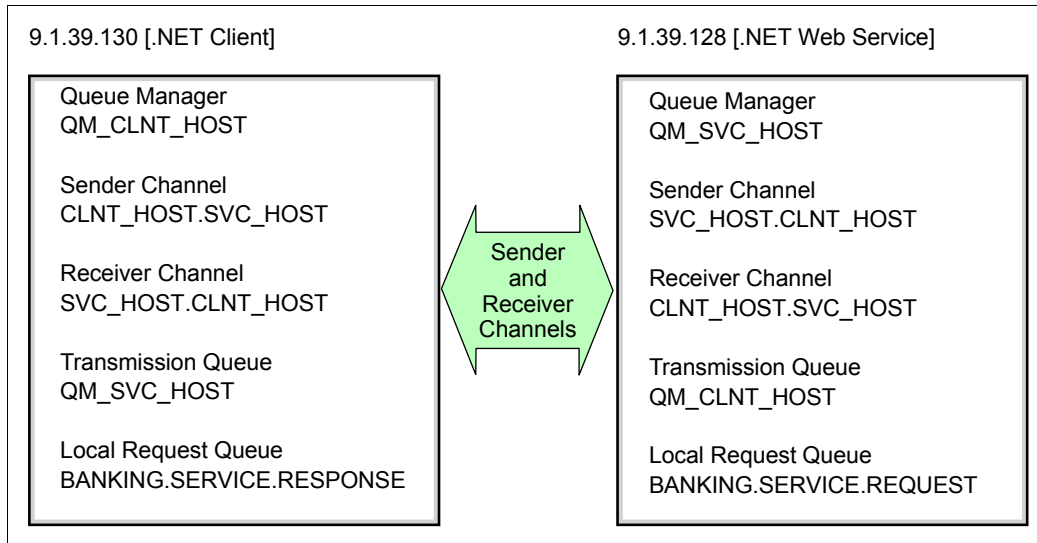 9.1.39.130 [.NET Client]
Queue Manager
QM_CLNT_HOST
Sender Channel
CLNT_HOST.SVC_HOST
Receiver Channel
SVC_HOST.CLNT_HOST
Transmission Queue
QM_SVC_HOST
Local Request Queue
BANKING.SERVICE.RESPONSE
Sender
and
Receiver
Channels
9.1.39.128 [.NET Web Service]
Queue Manager
QM_SVC_HOST
Sender Channel
SVC_HOST.CLNT_HOST
Receiver Channel
CLNT_HOST.SVC_HOST
Transmission Queue
QM_CLNT_HOST
Local Request Queue
BANKING.SERVICE.REQUEST